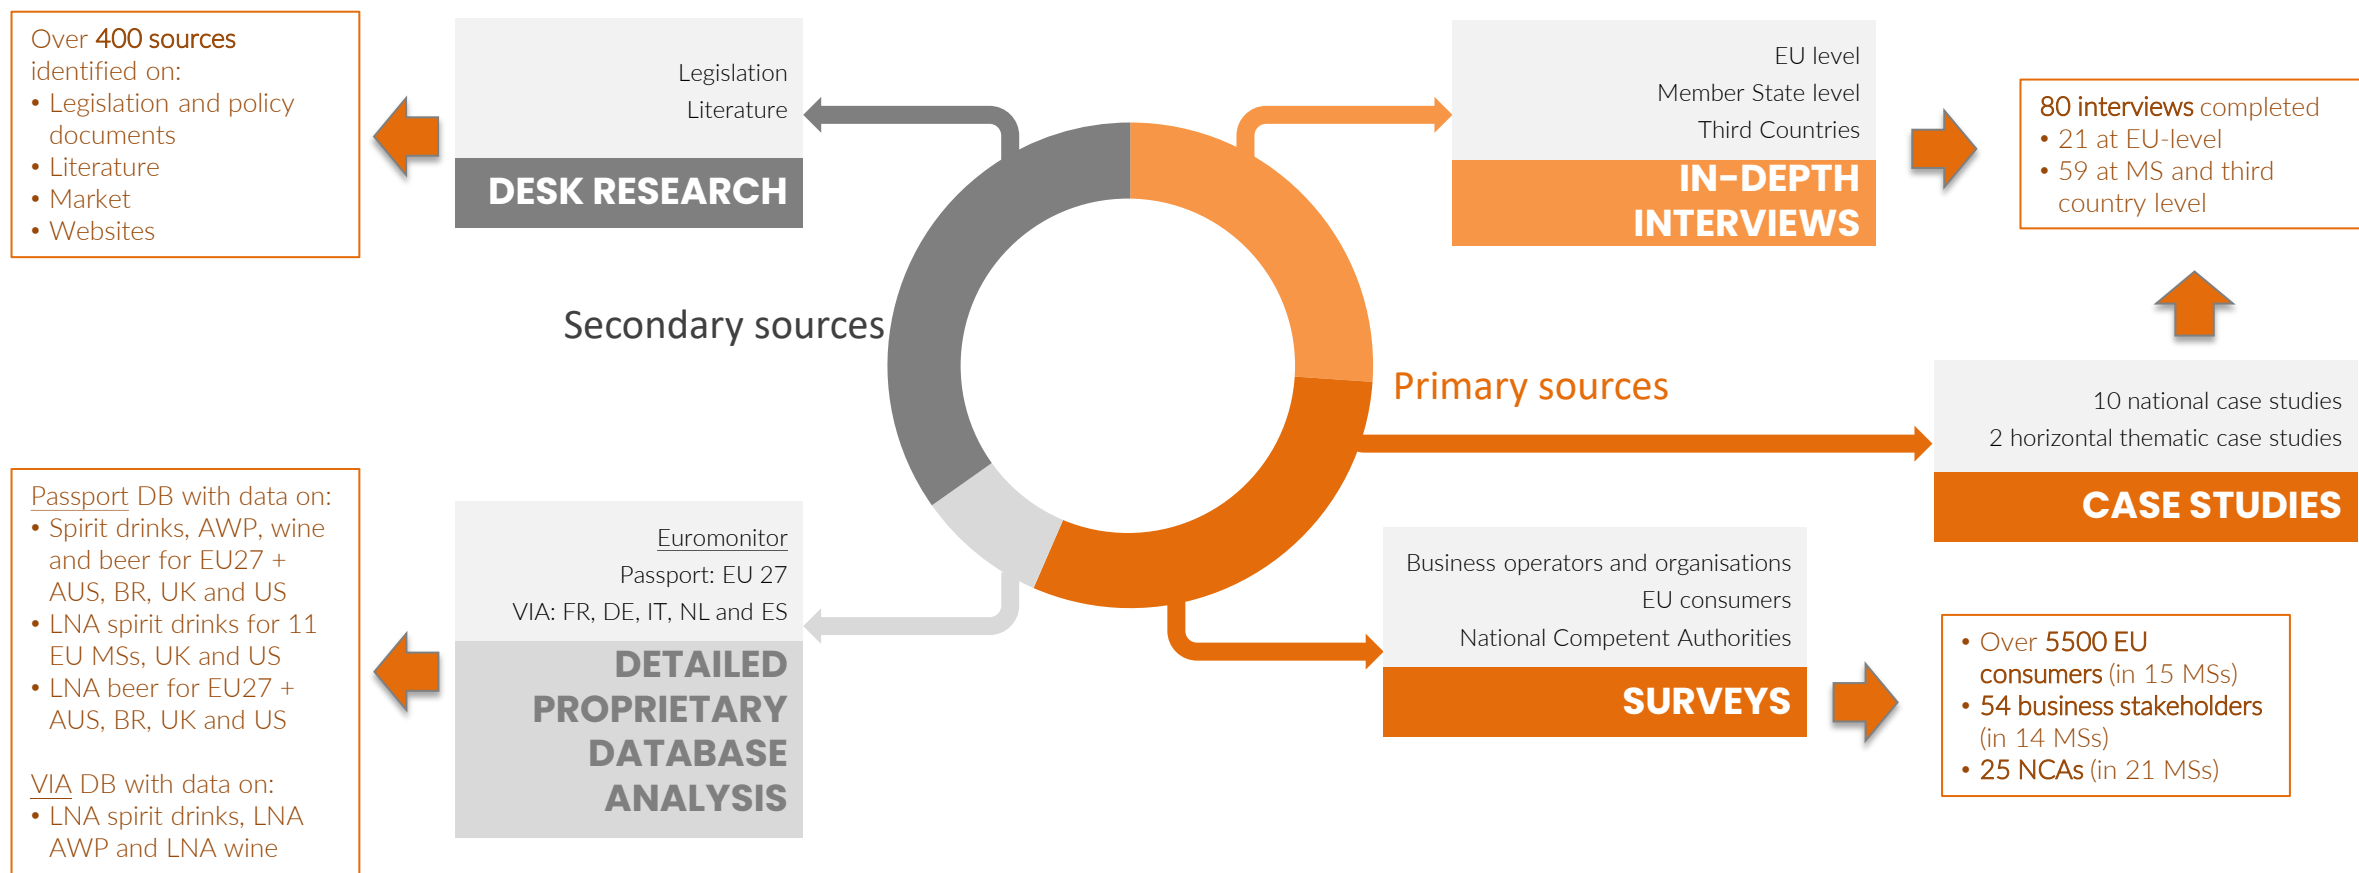 Over 400 sources
identified on:
• Legislation and policy
documents
• Literature
• Market
• Websites
Legislation
Literature
DESK RESEARCH
EU level
Member State level
Third Countries
IN-DEPTH
INTERVIEWS
80 interviews completed
• 21 at EU-level
• 59 at MS and third
country level
Secondary sources
Primary sources
10 national case studies
2 horizontal thematic case studies
CASE STUDIES
Passport DB with data on:
• Spirit drinks, AWP, wine
and beer for EU27 +
AUS, BR, UK and US
• LNA spirit drinks for 11
EU MSs, UK and US
• LNA beer for EU27 +
AUS, BR, UK and US
VIA DB with data on:
• LNA spirit drinks, LNA
AWP and LNA wine
Euromonitor
Passport: EU 27
VIA: FR, DE, IT, NL and ES
DETAILED
PROPRIETARY
DATABASE
ANALYSIS
Business operators and organisations
EU consumers
National Competent Authorities
SURVEYS
• Over 5500 EU
consumers (in 15 MSs)
• 54 business stakeholders
(in 14 MSs)
• 25 NCAs (in 21 MSs)